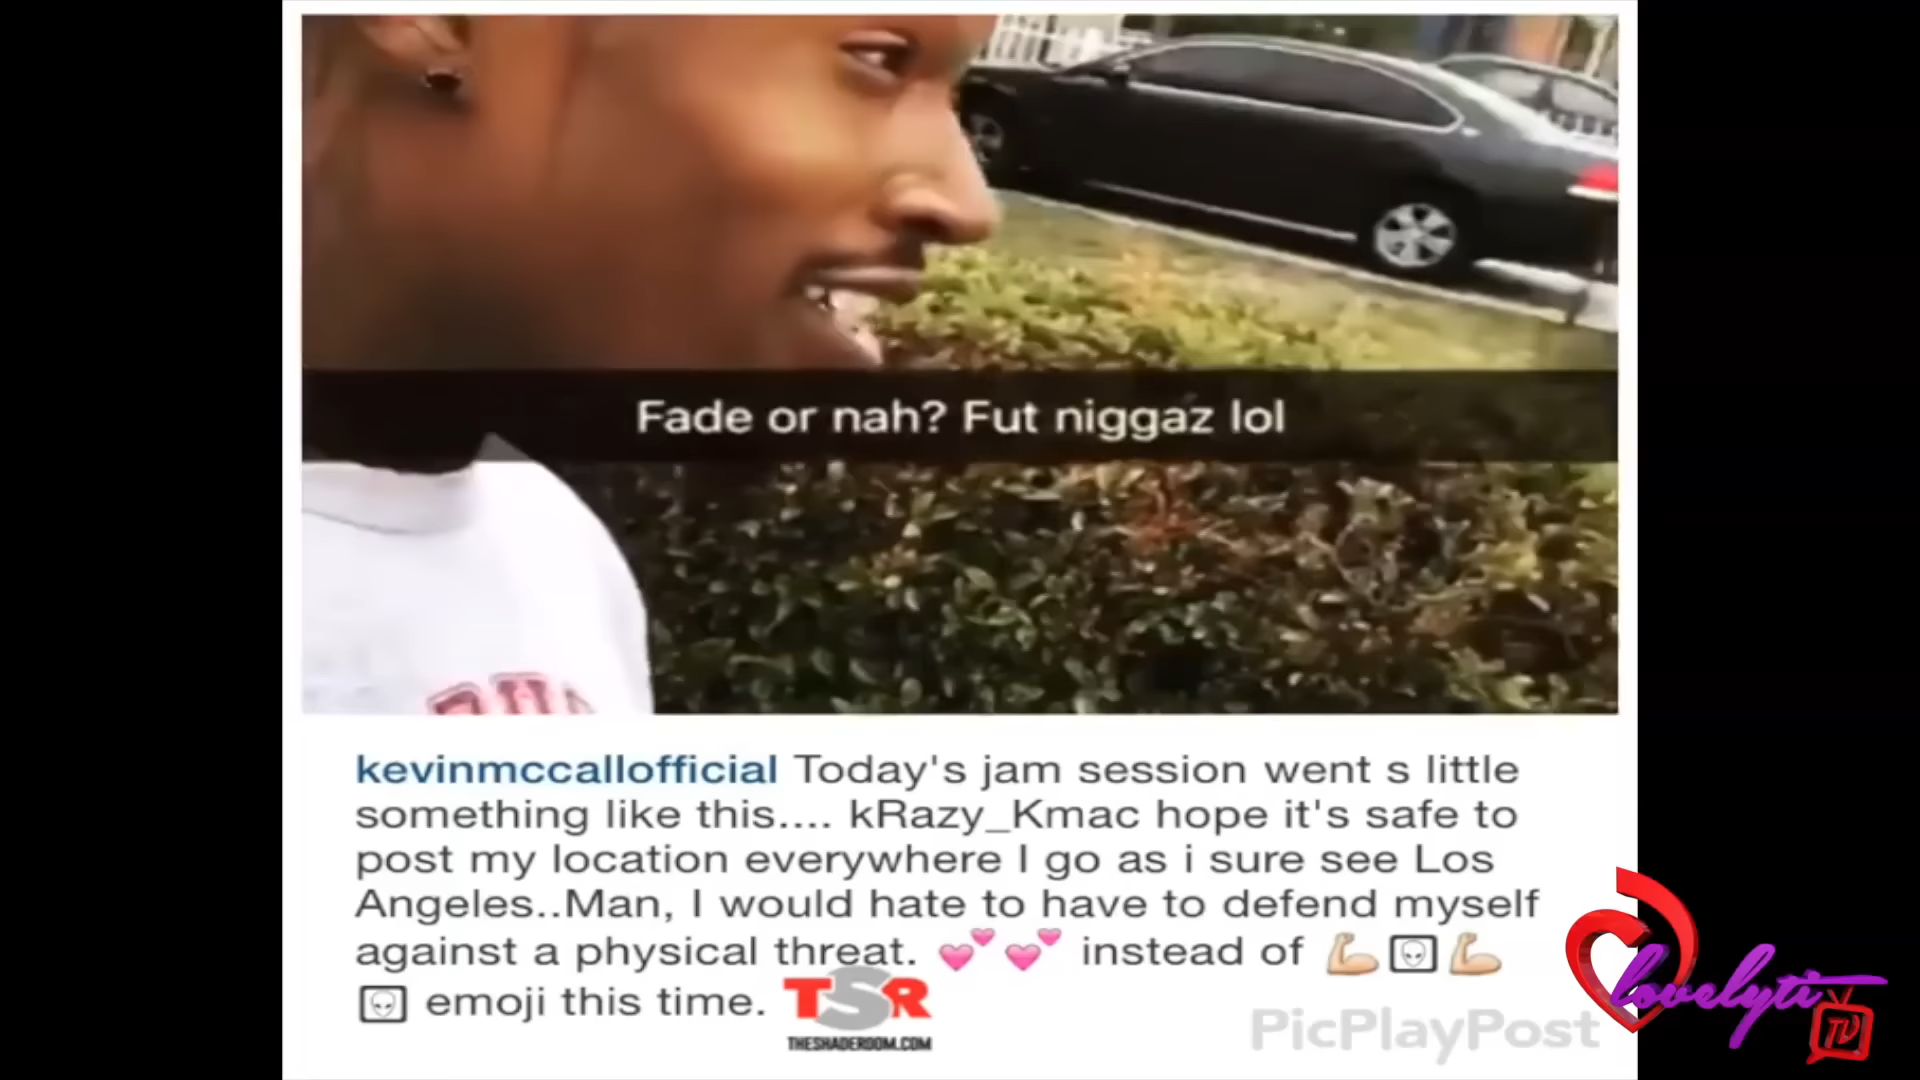 Fade or nah? Fut niggaz lol
kevinmccallofficial Today's jam session went s little
something like this.... kRazy_Kmac hope it's safe to
post my location everywhere I go as i sure see Los
Angeles..Man, I would hate to have to defend myself
against a physical threat. 💕💕 instead of 💪👽💪
👽 emoji this time.
TSR
THESHADEROOM.COM
PicPlayPost
lovelyti
TV